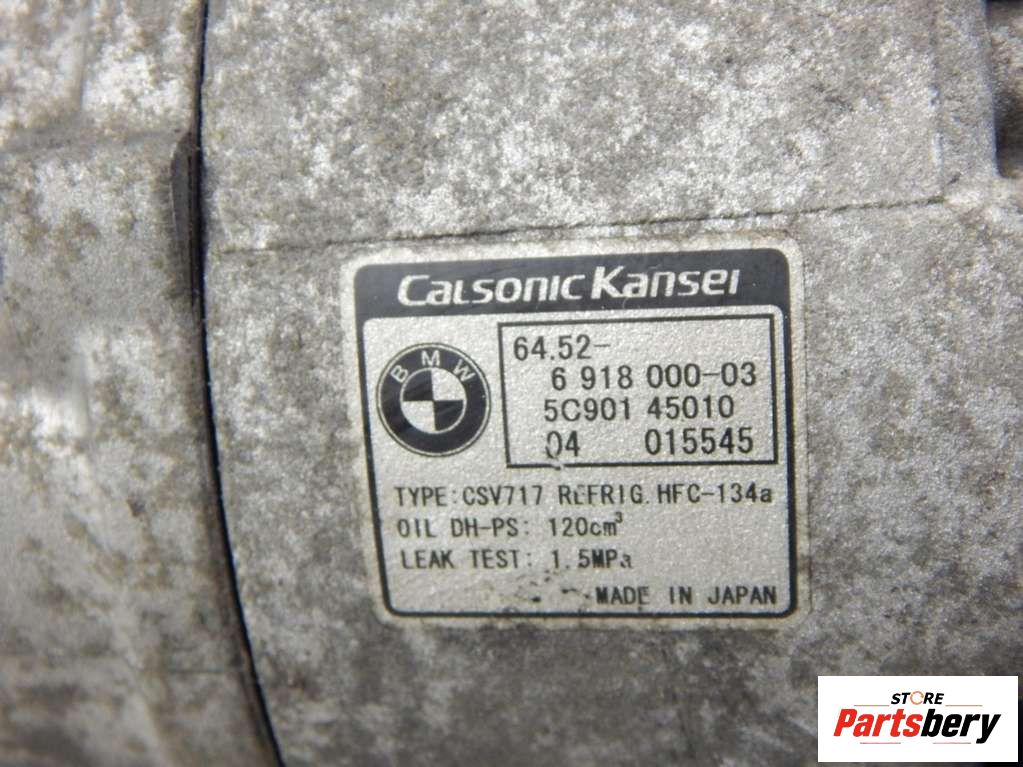 Calsonic Kansei
BMW
64.52-
6 918 000-03
5C901 45010
04 015545
TYPE:CSV717 REFRIG.HFC-134a
OIL DH-PS: 120cm³
LEAK TEST: 1.5MPa
MADE IN JAPAN
STORE
Partsbery